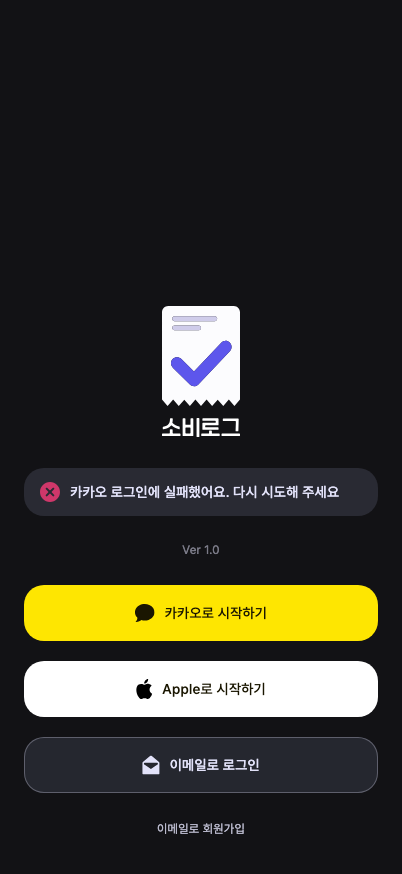 소비로그
카카오 로그인에 실패했어요. 다시 시도해 주세요
Ver 1.0
카카오로 시작하기
Apple로 시작하기
이메일로 로그인
이메일로 회원가입